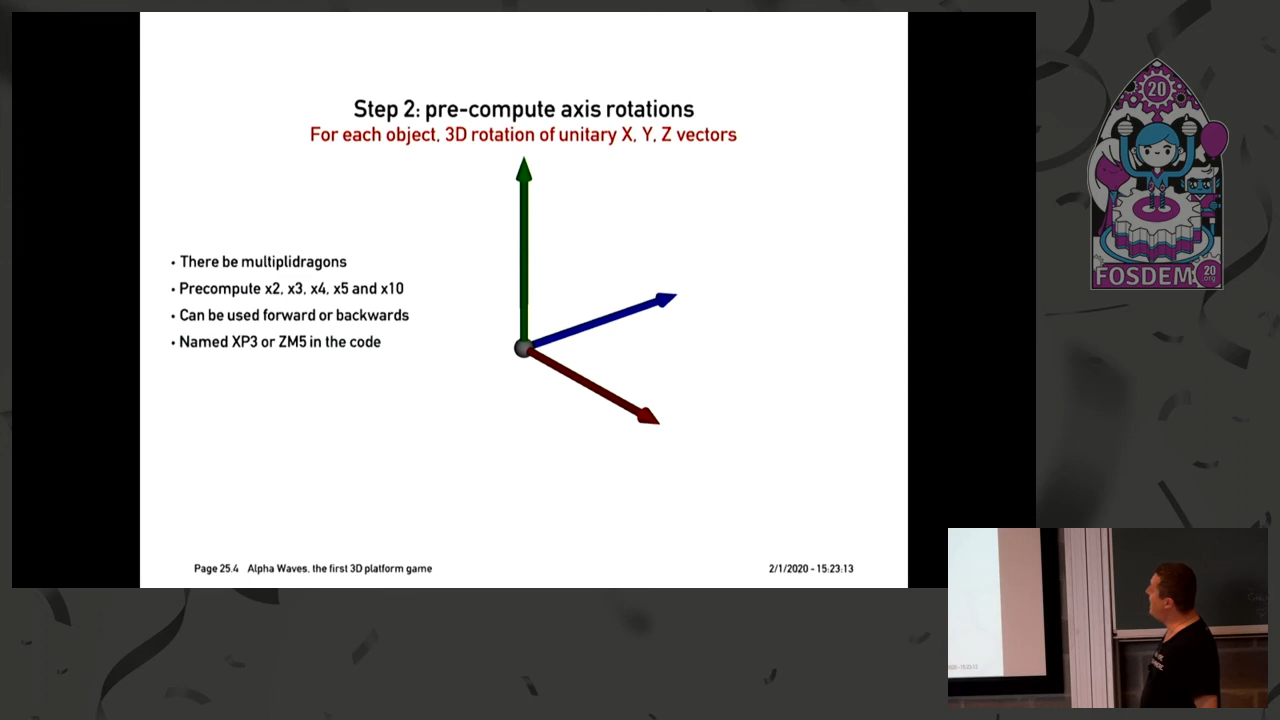 Step 2: pre-compute axis rotations
For each object, 3D rotation of unitary X, Y, Z vectors
• There be multiplidragons
• Precompute x2, x3, x4, x5 and x10
• Can be used forward or backwards
• Named XP3 or ZM5 in the code
Page 25.4 Alpha Waves, the first 3D platform game
2/1/2020 - 15:23:13
20
FOSDEM
20
.org